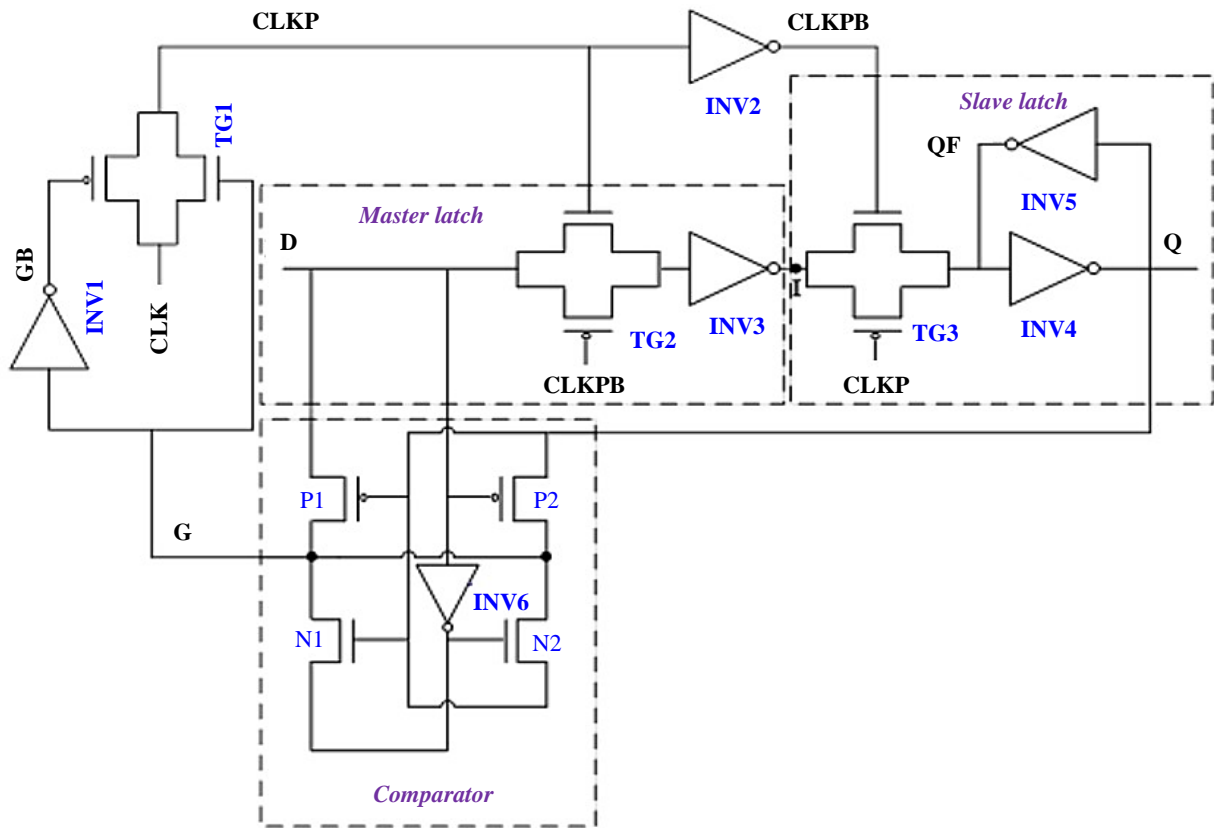 CLKP
CLKPB
INV2
Slave latch
TG1
QF
INV5
Master latch
D
Q
GB
INV1
CLK
I
TG2
INV3
TG3
INV4
CLKPB
CLKP
P1
P2
G
INV6
N1
N2
Comparator